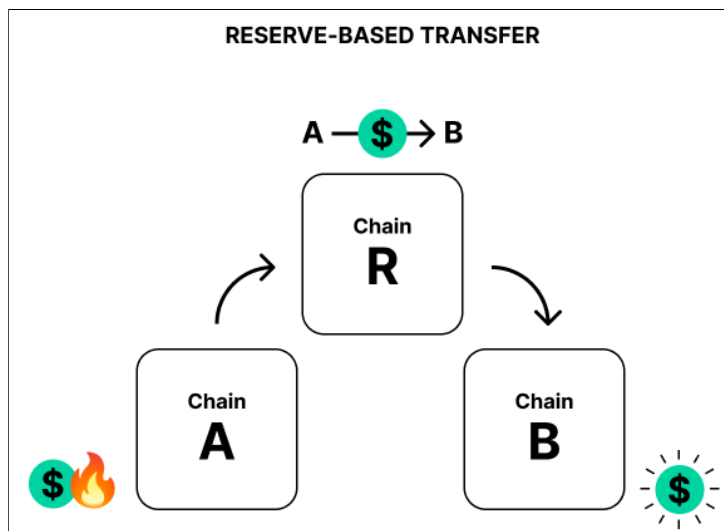 RESERVE-BASED TRANSFER
A $ B
Chain
R
Chain
A
Chain
B
$
$